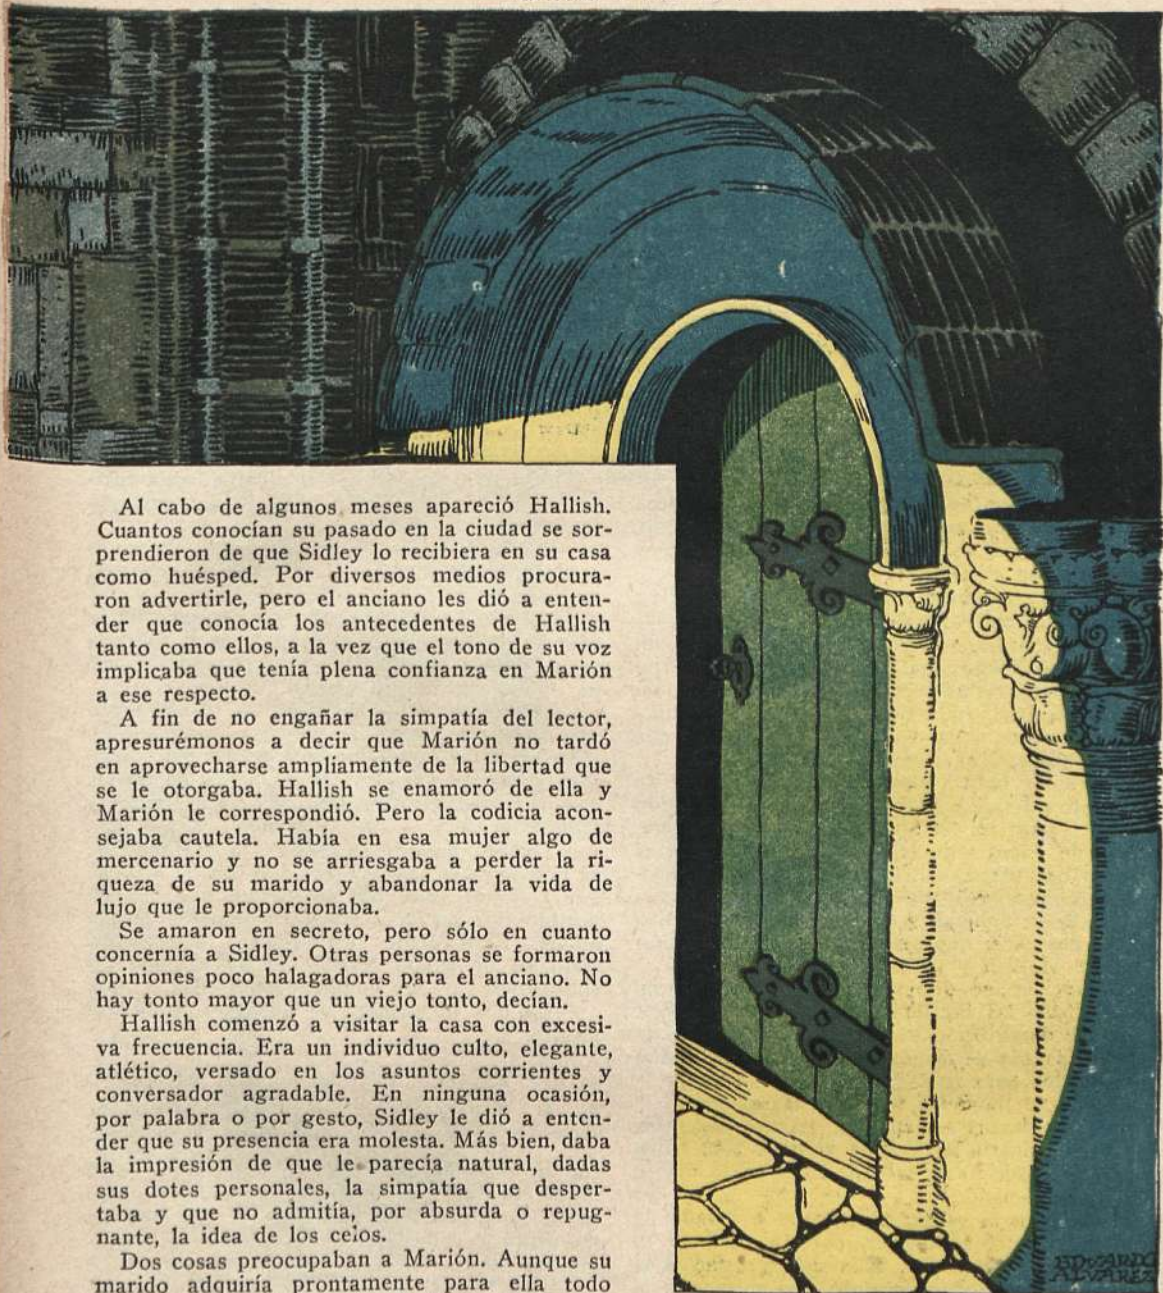 Al cabo de algunos meses apareció Hallish.
Cuantos conocían su pasado en la ciudad se sor-
prendieron de que Sidley lo recibiera en su casa
como huésped. Por diversos medios procura-
ron advertirle, pero el anciano les dió a enten-
der que conocía los antecedentes de Hallish
tanto como ellos, a la vez que el tono de su voz
implicaba que tenía plena confianza en Marión
a ese respecto.
A fin de no engañar la simpatía del lector,
apresurémonos a decir que Marión no tardó
en aprovecharse ampliamente de la libertad que
se le otorgaba. Hallish se enamoró de ella y
Marión le correspondió. Pero la codicia acon-
sejaba cautela. Había en esa mujer algo de
mercenario y no se arriesgaba a perder la ri-
queza de su marido y abandonar la vida de
lujo que le proporcionaba.
Se amaron en secreto, pero sólo en cuanto
concernía a Sidley. Otras personas se formaron
opiniones poco halagadoras para el anciano. No
hay tonto mayor que un viejo tonto, decían.
Hallish comenzó a visitar la casa con excesi-
va frecuencia. Era un individuo culto, elegante,
atlético, versado en los asuntos corrientes y
conversador agradable. En ninguna ocasión,
por palabra o por gesto, Sidley le dió a enten-
der que su presencia era molesta. Más bien, daba
la impresión de que le parecía natural, dadas
sus dotes personales, la simpatía que desper-
taba y que no admitía, por absurda o repug-
nante, la idea de los celos.
Dos cosas preocupaban a Marión. Aunque su
marido adquiría prontamente para ella todo
EDUARDO
ALVAREZ